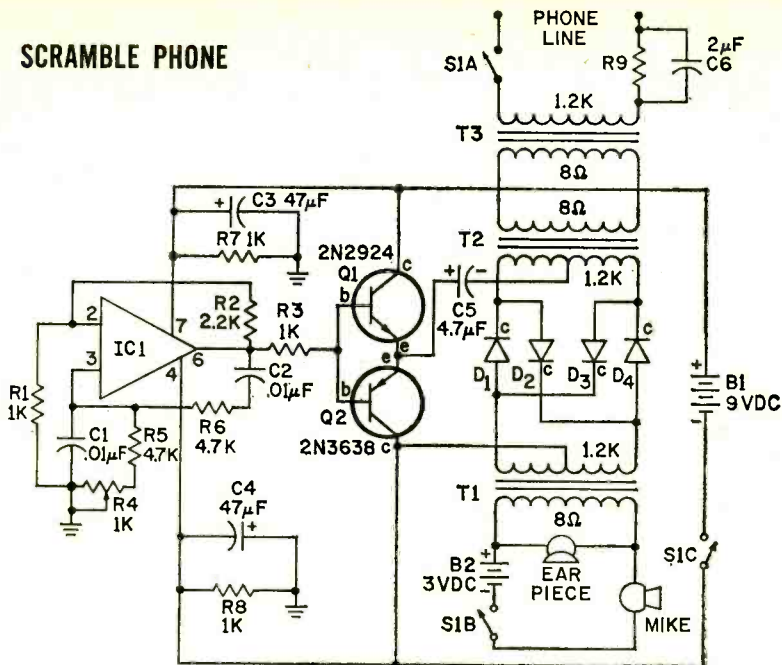 SCRAMBLE PHONE
PHONE
LINE
S1A
R9
2µF
C6
1.2K
T3
8Ω
8Ω
T2
1.2K
C3 47µF
R7 1K
2N2924
Q1
c
b
e
C5
4.7µF
2
3
IC1
7
6
4
R2
2.2K
R3
1K
C2
.01µF
e
b
Q2
2N3638
c
R1
1K
C1
.01µF
R5
4.7K
R6
4.7K
R4
1K
c
c
c
c
D1
D2
D3
D4
B1
9VDC
1.2K
T1
8Ω
C4
47µF
R8
1K
B2
3VDC
EAR
PIECE
S1B
MIKE
S1C
+
+
+
-
+
-
+
-